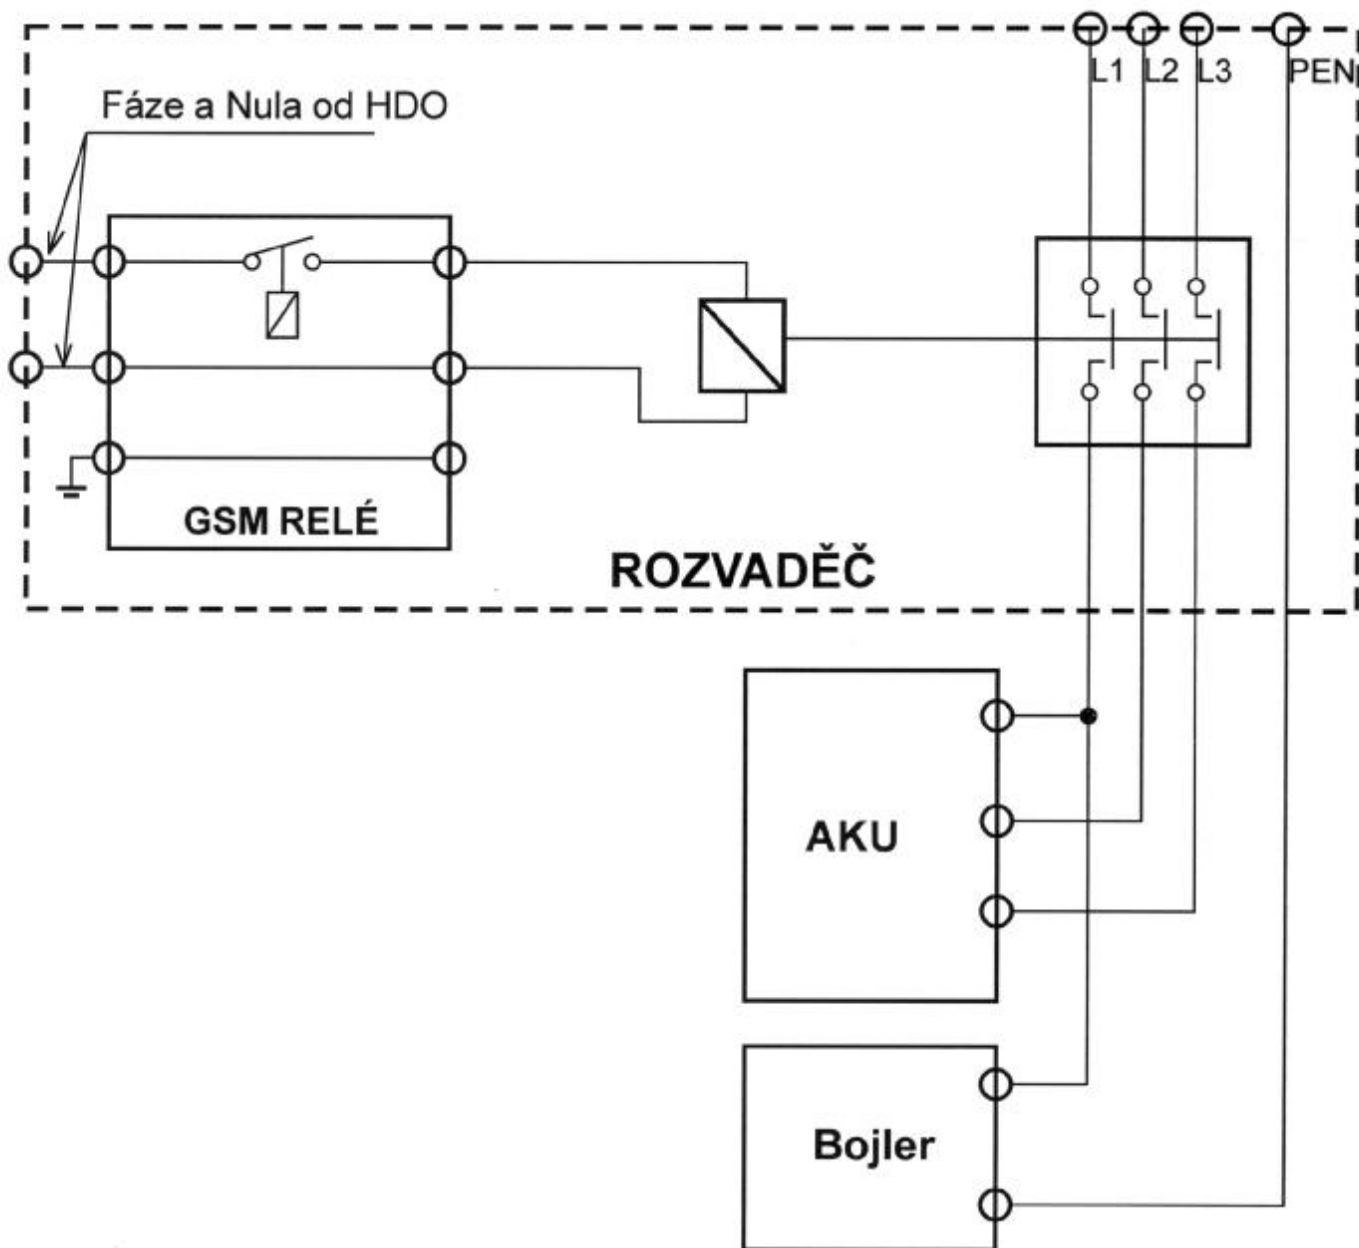 L1 L2 L3 PEN
Fáze a Nula od HDO
GSM RELÉ
ROZVADĚČ
AKU
Bojler